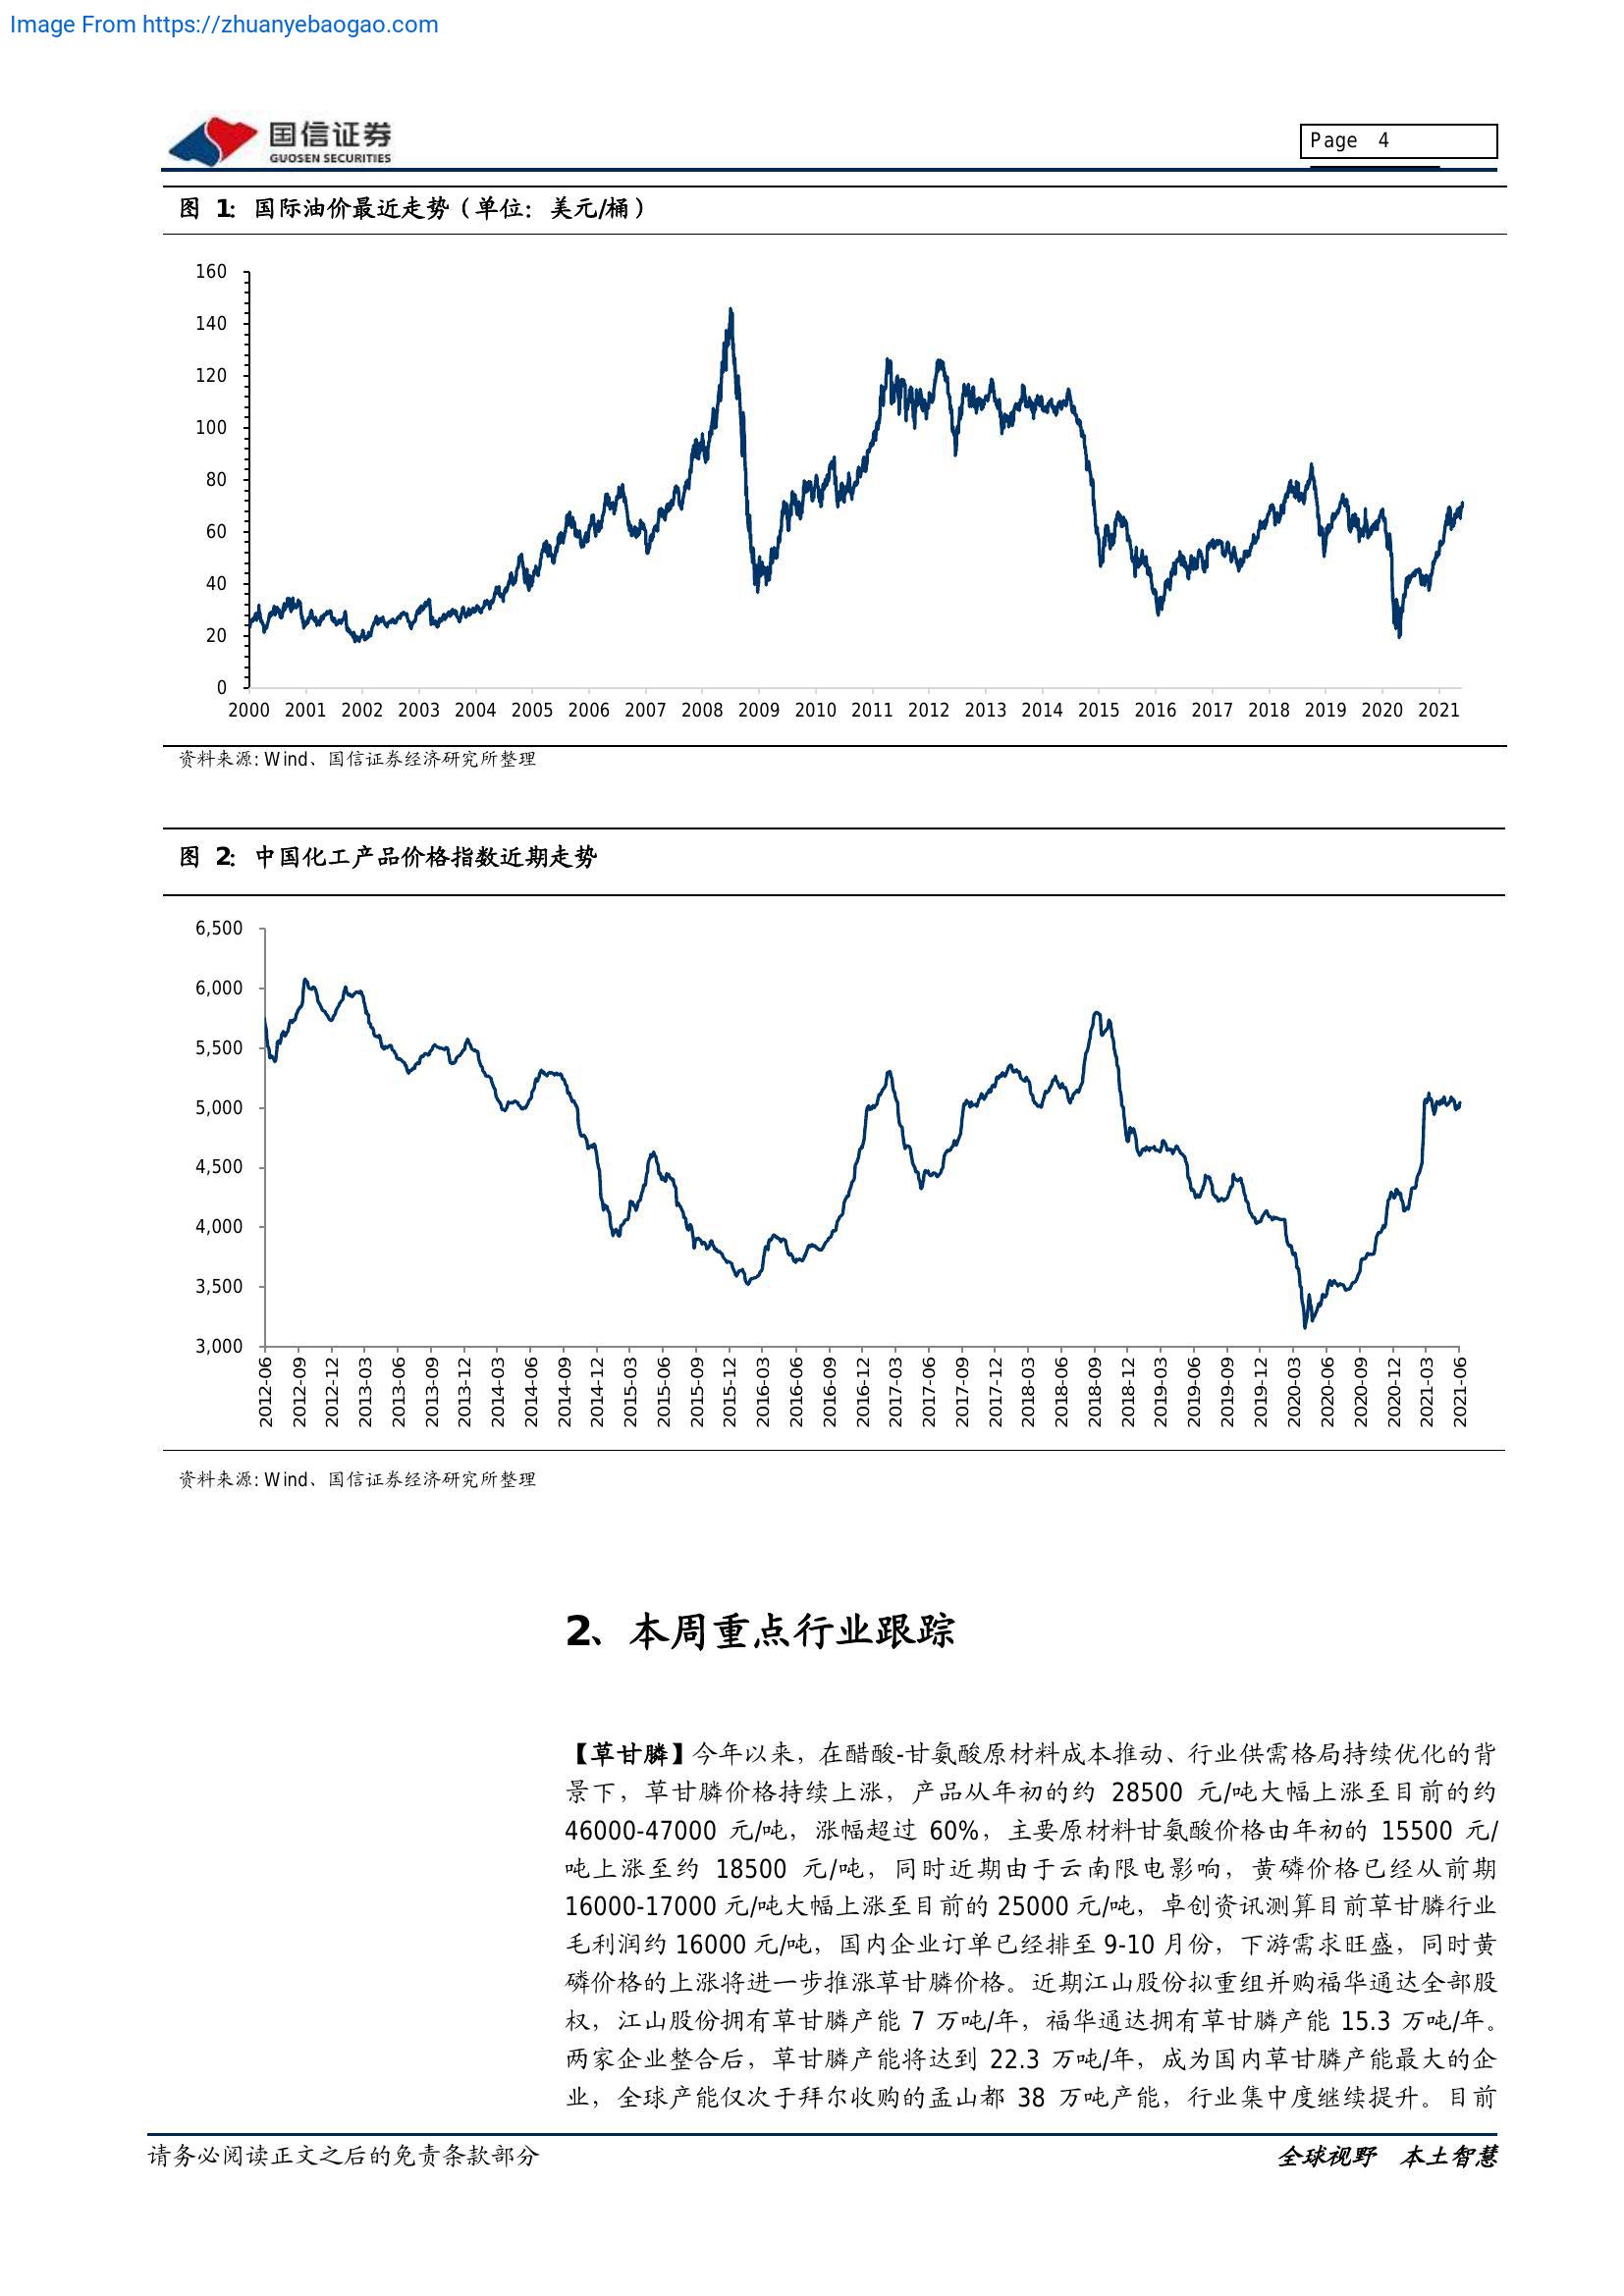 Image From https://zhuanyebaogao.com
国信证券
GUOSEN SECURITIES
Page 4
图 1: 国际油价最近走势（单位：美元/桶）
160
140
120
100
80
60
40
20
0
2000 2001 2002 2003 2004 2005 2006 2007 2008 2009 2010 2011 2012 2013 2014 2015 2016 2017 2018 2019 2020 2021
资料来源: Wind、国信证券经济研究所整理
图 2: 中国化工产品价格指数近期走势
6,500
6,000
5,500
5,000
4,500
4,000
3,500
3,000
2012-06 2012-09 2012-12 2013-03 2013-06 2013-09 2013-12 2014-03 2014-06 2014-09 2014-12 2015-03 2015-06 2015-09 2015-12 2016-03 2016-06 2016-09 2016-12 2017-03 2017-06 2017-09 2017-12 2018-03 2018-06 2018-09 2018-12 2019-03 2019-06 2019-09 2019-12 2020-03 2020-06 2020-09 2020-12 2021-03 2021-06
资料来源: Wind、国信证券经济研究所整理
2、本周重点行业跟踪
【草甘膦】今年以来，在醋酸-甘氨酸原材料成本推动、行业供需格局持续优化的背
景下，草甘膦价格持续上涨，产品从年初的约 28500 元/吨大幅上涨至目前的约
46000-47000 元/吨，涨幅超过 60%，主要原材料甘氨酸价格由年初的 15500 元/
吨上涨至约 18500 元/吨，同时近期由于云南限电影响，黄磷价格已经从前期
16000-17000 元/吨大幅上涨至目前的 25000 元/吨，卓创资讯测算目前草甘膦行业
毛利润约 16000 元/吨，国内企业订单已经排至 9-10 月份，下游需求旺盛，同时黄
磷价格的上涨将进一步推涨草甘膦价格。近期江山股份拟重组并购福华通达全部股
权，江山股份拥有草甘膦产能 7 万吨/年，福华通达拥有草甘膦产能 15.3 万吨/年。
两家企业整合后，草甘膦产能将达到 22.3 万吨/年，成为国内草甘膦产能最大的企
业，全球产能仅次于拜尔收购的孟山都 38 万吨产能，行业集中度继续提升。目前
请务必阅读正文之后的免责条款部分
全球视野 本土智慧